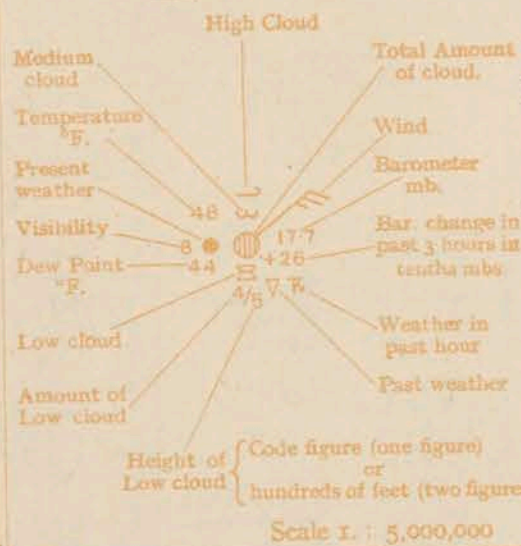 High Cloud
Medium
cloud
Total Amount
of cloud.
Temperature
°F.
Wind
Present
weather
Barometer
mb.
48
Visibility
8
17.7
Bar. change in
past 3 hours in
tenths mbs.
Dew Point
°F.
44
+26
4/5
Low cloud
Weather in
past hour
Amount of
Low cloud
Past weather
Height of
Low cloud
Code figure (one figure)
or
hundreds of feet (two figure
Scale 1. : 5,000,000